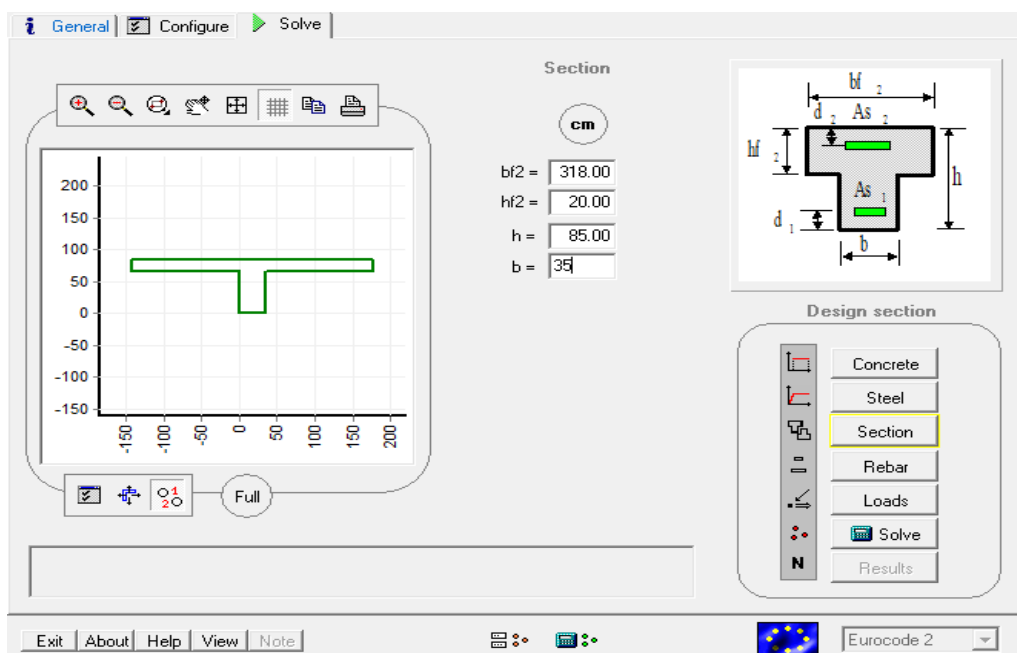 i General Configure Solve
Section
cm
bf2 = 318.00
hf2 = 20.00
h = 85.00
b = 35
200
150
100
50
0
-50
-100
-150
-150 -100 -50 0 50 100 150 200
1
2
Full
bf 2
d 2 As 2
hf 2
h
As 1
d 1
b
Design section
Concrete
Steel
Section
Rebar
Loads
Solve
N Results
Exit About Help View Note Eurocode 2